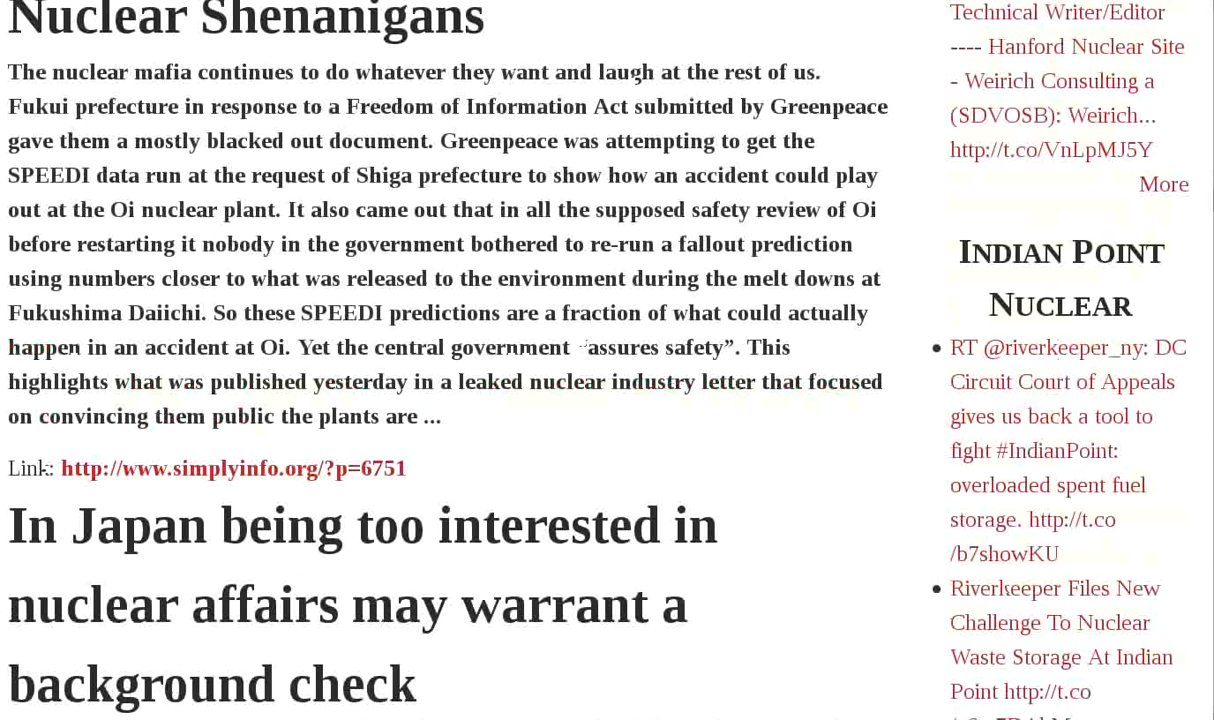 Nuclear Shenanigans
The nuclear mafia continues to do whatever they want and laugh at the rest of us.
Fukui prefecture in response to a Freedom of Information Act submitted by Greenpeace
gave them a mostly blacked out document. Greenpeace was attempting to get the
SPEEDI data run at the request of Shiga prefecture to show how an accident could play
out at the Oi nuclear plant. It also came out that in all the supposed safety review of Oi
before restarting it nobody in the government bothered to re-run a fallout prediction
using numbers closer to what was released to the environment during the melt downs at
Fukushima Daiichi. So these SPEEDI predictions are a fraction of what could actually
happen in an accident at Oi. Yet the central government “assures safety”. This
highlights what was published yesterday in a leaked nuclear industry letter that focused
on convincing them public the plants are ...
Link: http://www.simplyinfo.org/?p=6751
In Japan being too interested in
nuclear affairs may warrant a
background check
Technical Writer/Editor
---- Hanford Nuclear Site
- Weirich Consulting a
(SDVOSB): Weirich...
http://t.co/VnLpMJ5Y
More
Indian Point
Nuclear
• RT @riverkeeper_ny: DC
Circuit Court of Appeals
gives us back a tool to
fight #IndianPoint:
overloaded spent fuel
storage. http://t.co
/b7showKU
• Riverkeeper Files New
Challenge To Nuclear
Waste Storage At Indian
Point http://t.co